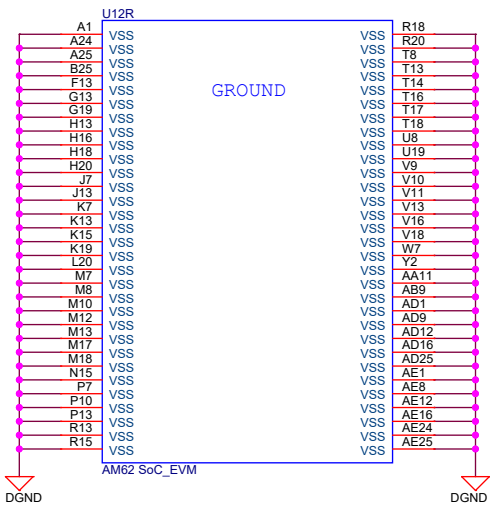 U12R
A1 VSS VSS R18
A24 VSS VSS R20
A25 VSS VSS T8
B25 VSS VSS T13
F13 VSS GROUND VSS T14
G13 VSS VSS T16
G19 VSS VSS T17
H13 VSS VSS T18
H16 VSS VSS U8
H18 VSS VSS U19
H20 VSS VSS V9
J7 VSS VSS V10
J13 VSS VSS V11
K7 VSS VSS V13
K13 VSS VSS V16
K15 VSS VSS V18
K19 VSS VSS W7
L20 VSS VSS Y2
M7 VSS VSS AA11
M8 VSS VSS AB9
M10 VSS VSS AD1
M12 VSS VSS AD9
M13 VSS VSS AD12
M17 VSS VSS AD16
M18 VSS VSS AD25
N15 VSS VSS AE1
P7 VSS VSS AE8
P10 VSS VSS AE12
P13 VSS VSS AE16
R13 VSS VSS AE24
R15 VSS VSS AE25
AM62 SoC_EVM
DGND DGND